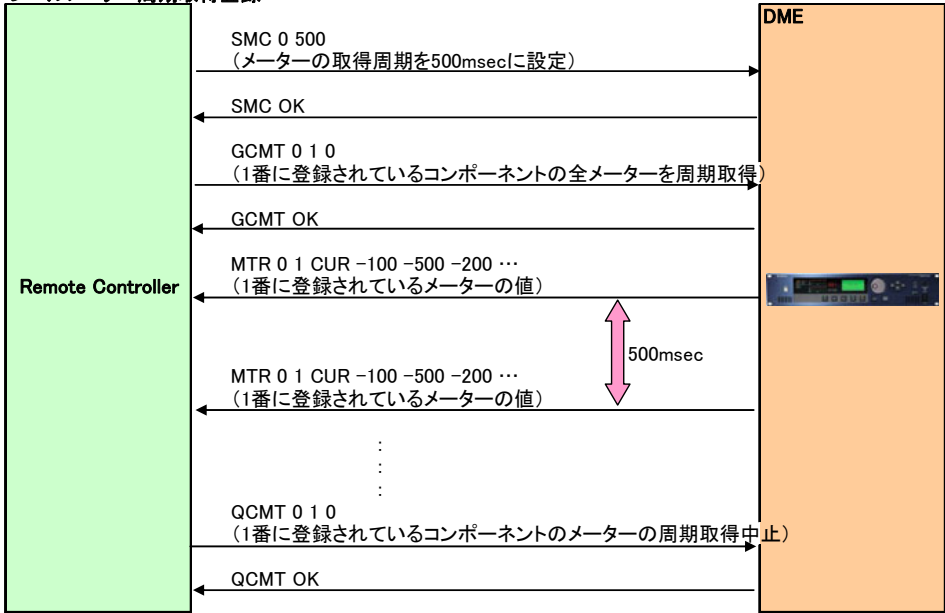 DME
SMC 0 500
（メーターの取得周期を500msecに設定）
SMC OK
GCMT 0 1 0
（1番に登録されているコンポーネントの全メーターを周期取得）
GCMT OK
MTR 0 1 CUR -100 -500 -200 …
（1番に登録されているメーターの値）
Remote Controller
500msec
MTR 0 1 CUR -100 -500 -200 …
（1番に登録されているメーターの値）
:
:
:
QCMT 0 1 0
（1番に登録されているコンポーネントのメーターの周期取得中止）
QCMT OK